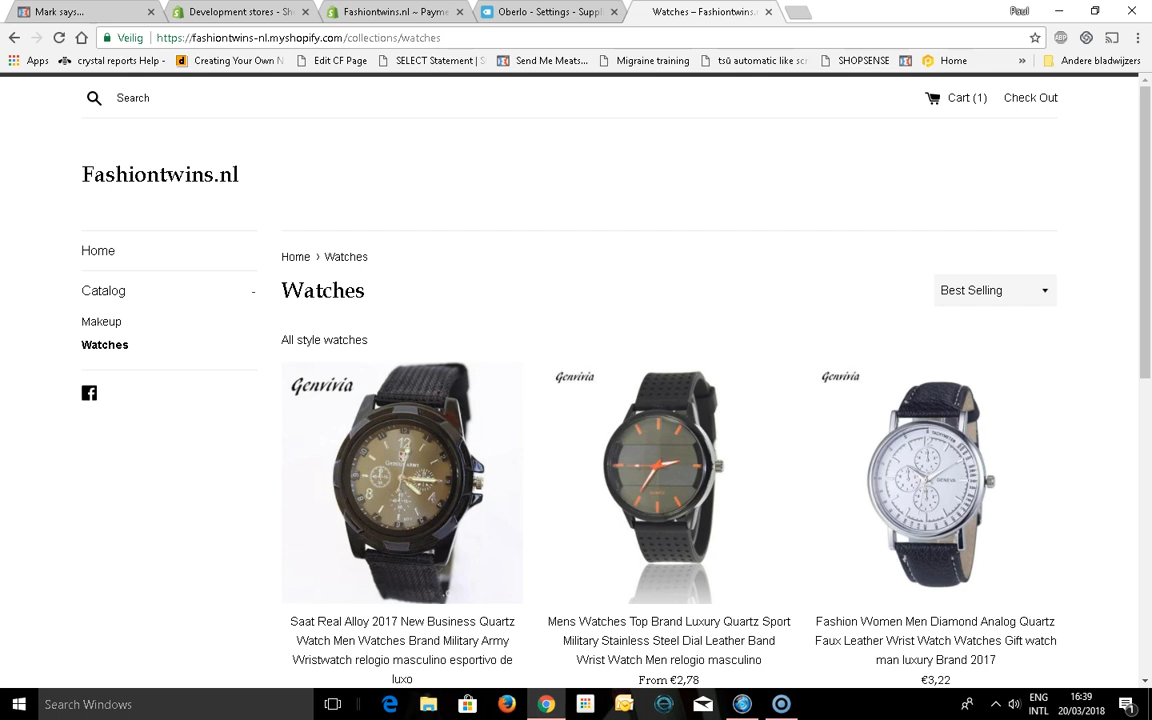 Mark says...
Development stores - Sh
Fashiontwins.nl ~ Payme
Oberlo - Settings - Suppl
Watches – Fashiontwins.
Paul
Veilig
https://fashiontwins-nl.myshopify.com/collections/watches
Apps
crystal reports Help -
Creating Your Own N
Edit CF Page
SELECT Statement | S
Send Me Meats...
Migraine training
tsū automatic like scr
SHOPSENSE
Home
»
Andere bladwijzers
Search
Cart (1)
Check Out
Fashiontwins.nl
Home
Catalog -
Makeup
Watches
Home › Watches
Watches
Best Selling
All style watches
Genvivia
Genvivia
Genvivia
12
8
GENEVA
Saat Real Alloy 2017 New Business Quartz
Watch Men Watches Brand Military Army
Wristwatch relogio masculino esportivo de
luxo
Mens Watches Top Brand Luxury Quartz Sport
Military Stainless Steel Dial Leather Band
Wrist Watch Men relogio masculino
From €2,78
Fashion Women Men Diamond Analog Quartz
Faux Leather Wrist Watch Watches Gift watch
man luxury Brand 2017
€3,22
Search Windows
ENG
INTL
16:39
20/03/2018
1